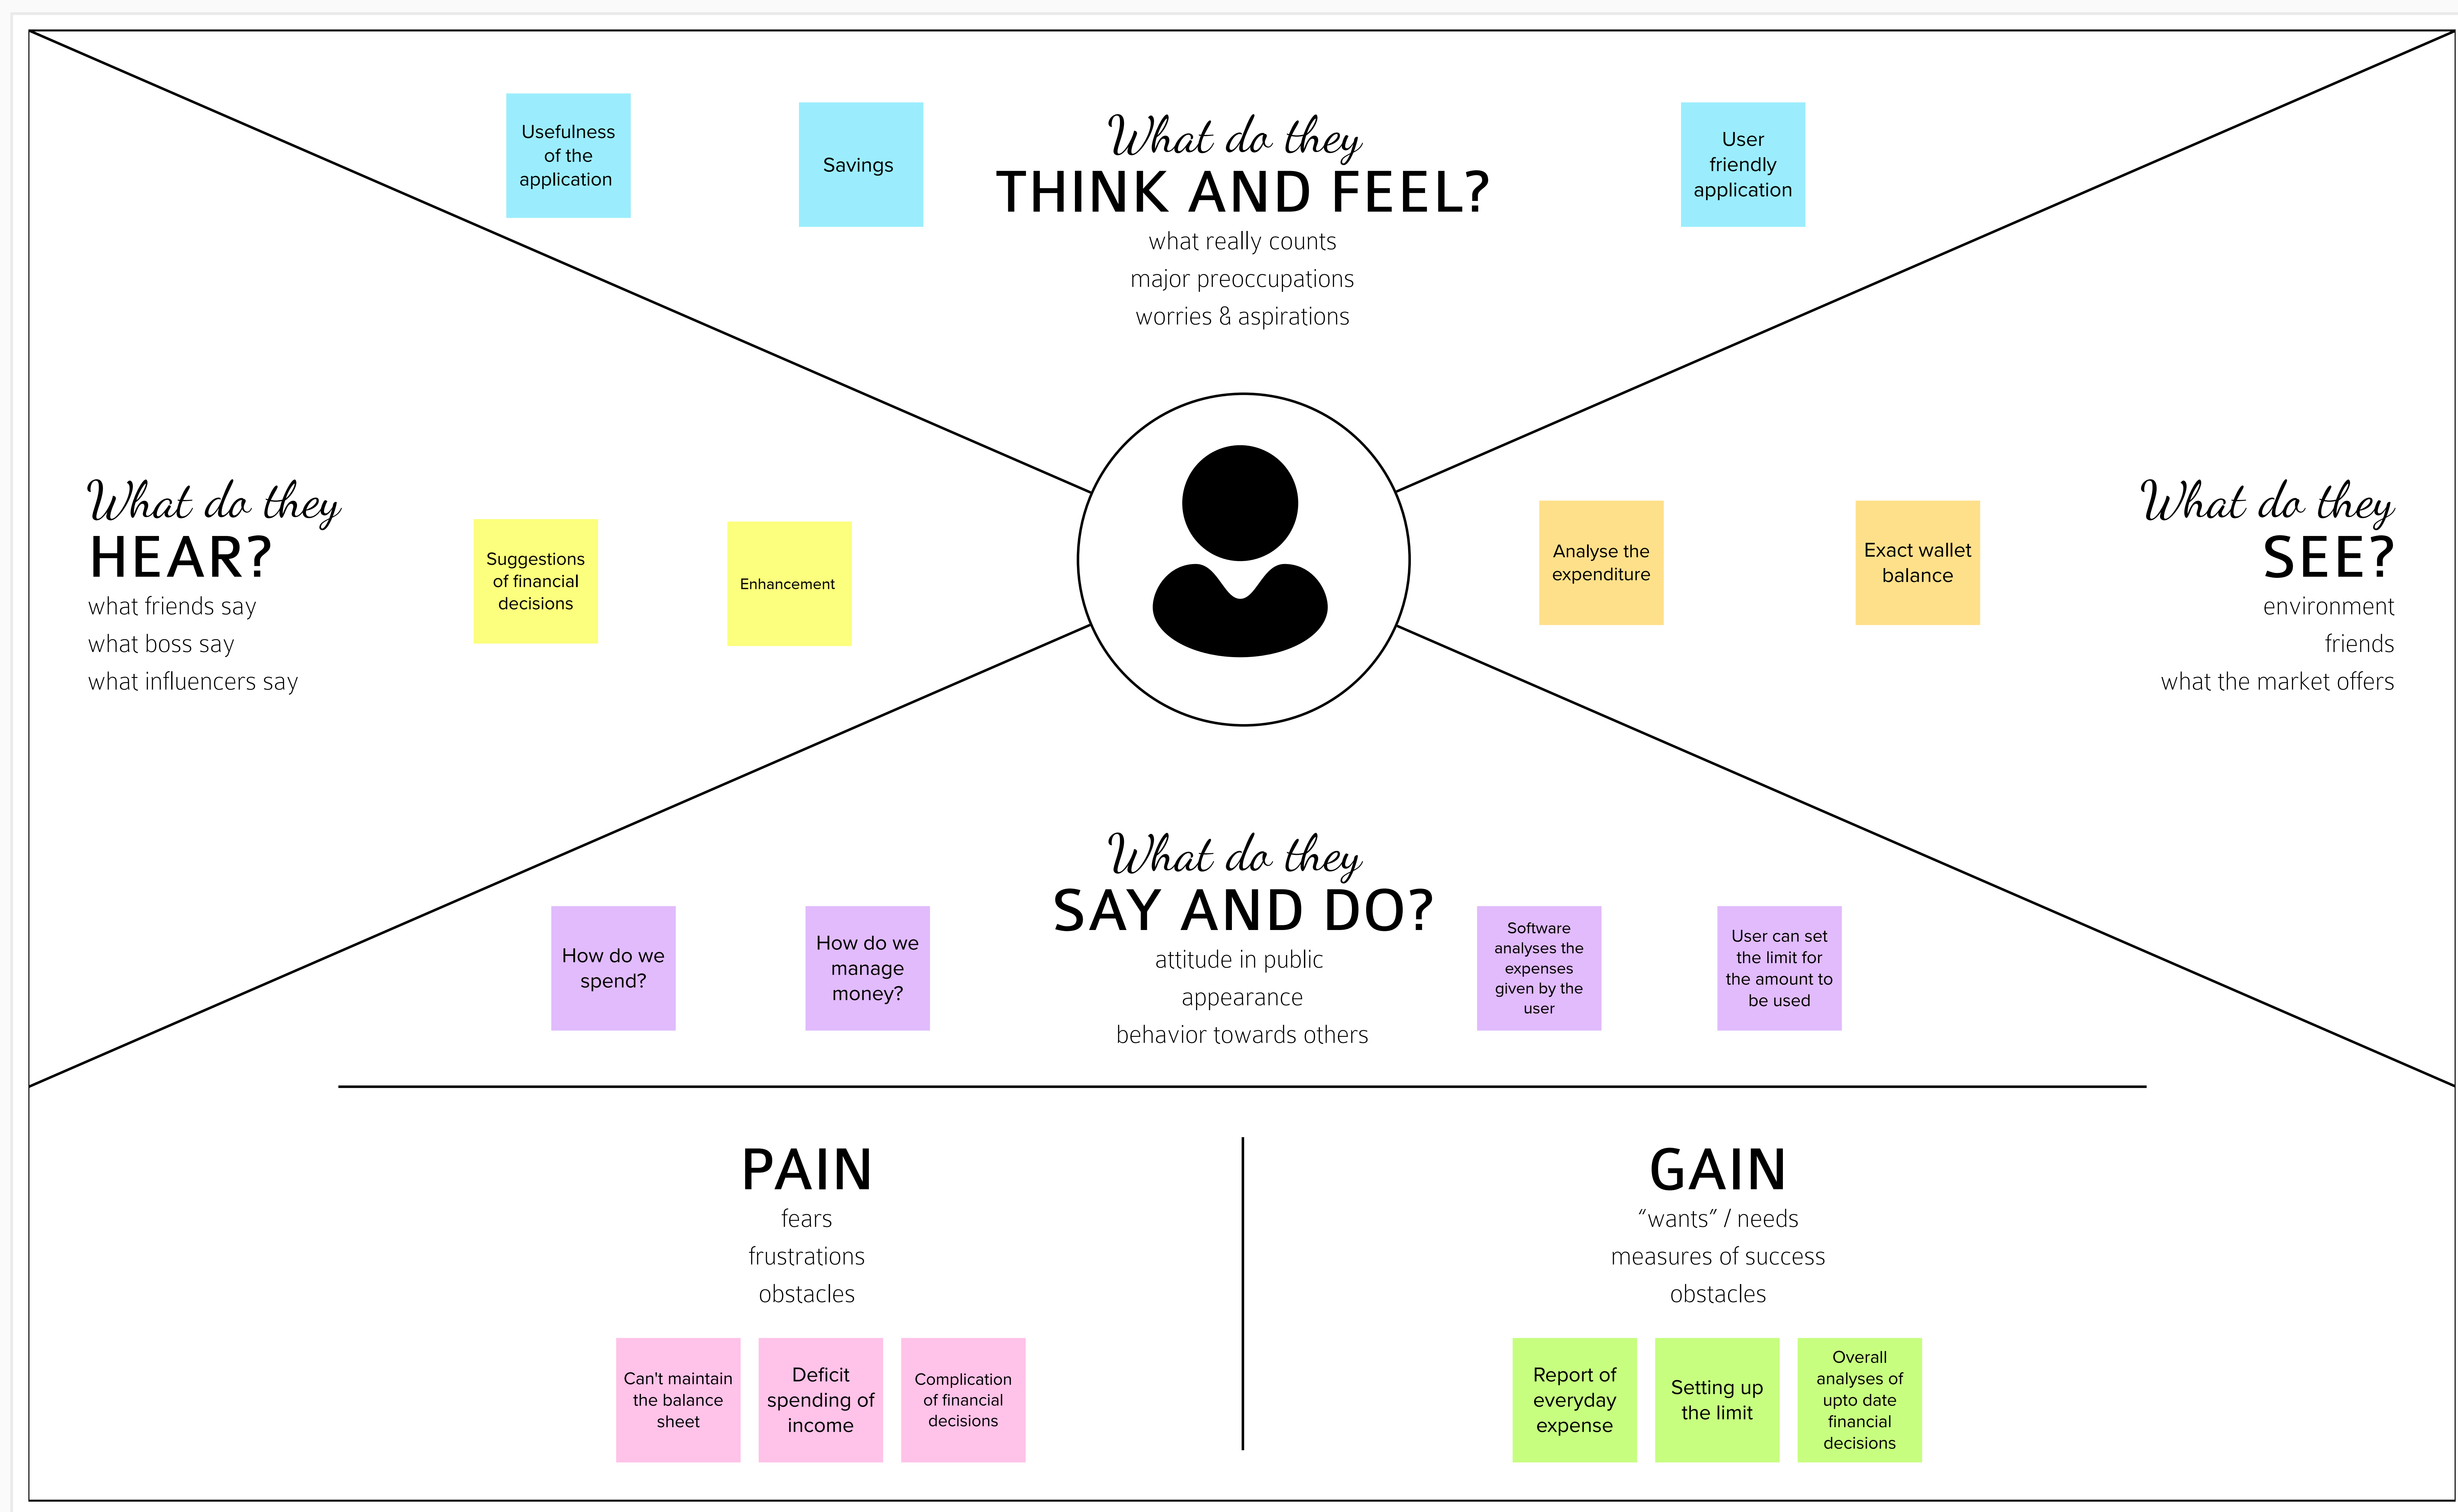 Usefulness
of the
application
Savings
What do they
THINK AND FEEL?
what really counts
major preoccupations
worries & aspirations
User
friendly
application
What do they
HEAR?
what friends say
what boss say
what influencers say
Suggestions
of financial
decisions
Enhancement
Analyse the
expenditure
Exact wallet
balance
What do they
SEE?
environment
friends
what the market offers
What do they
SAY AND DO?
attitude in public
appearance
behavior towards others
How do we
spend?
How do we
manage
money?
Software
analyses the
expenses
given by the
user
User can set
the limit for
the amount to
be used
PAIN
fears
frustrations
obstacles
Can't maintain
the balance
sheet
Deficit
spending of
income
Complication
of financial
decisions
GAIN
“wants” / needs
measures of success
obstacles
Report of
everyday
expense
Setting up
the limit
Overall
analyses of
upto date
financial
decisions